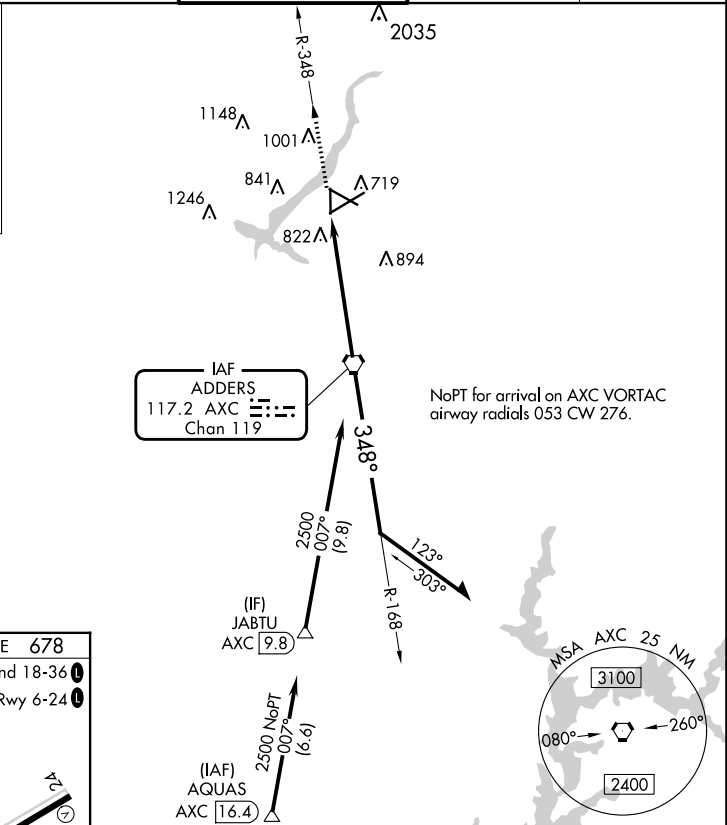 R-348
2035
1148
1001
841
719
1246
822
894
IAF
ADDERS
117.2 AXC
Chan 119
NoPT for arrival on AXC VORTAC
airway radials 053 CW 276.
348°
2500
007°
(9.8)
123°
303°
R-168
(IF)
JABTU
AXC 9.8
2500 NoPT
007°
(6.6)
(IAF)
AQUAS
AXC 16.4
MSA AXC 25 NM
3100
080°
260°
2400
E 678
nd 18-36 L
Rwy 6-24 L
24
V